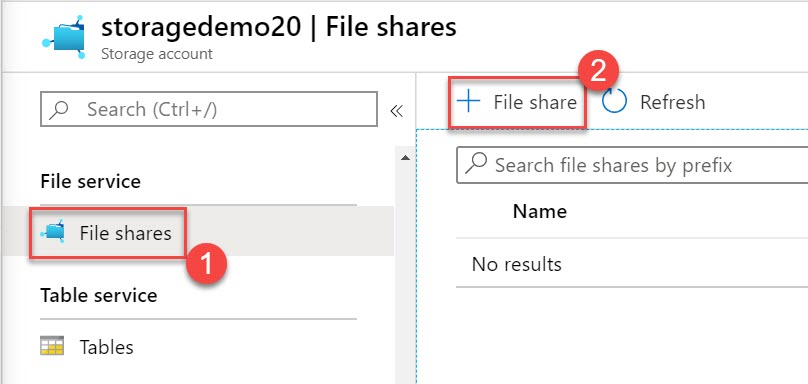 storagedemo20 | File shares
Storage account
Search (Ctrl+/)
«
File service
File shares
1
Table service
Tables
2
+ File share
Refresh
Search file shares by prefix
Name
No results